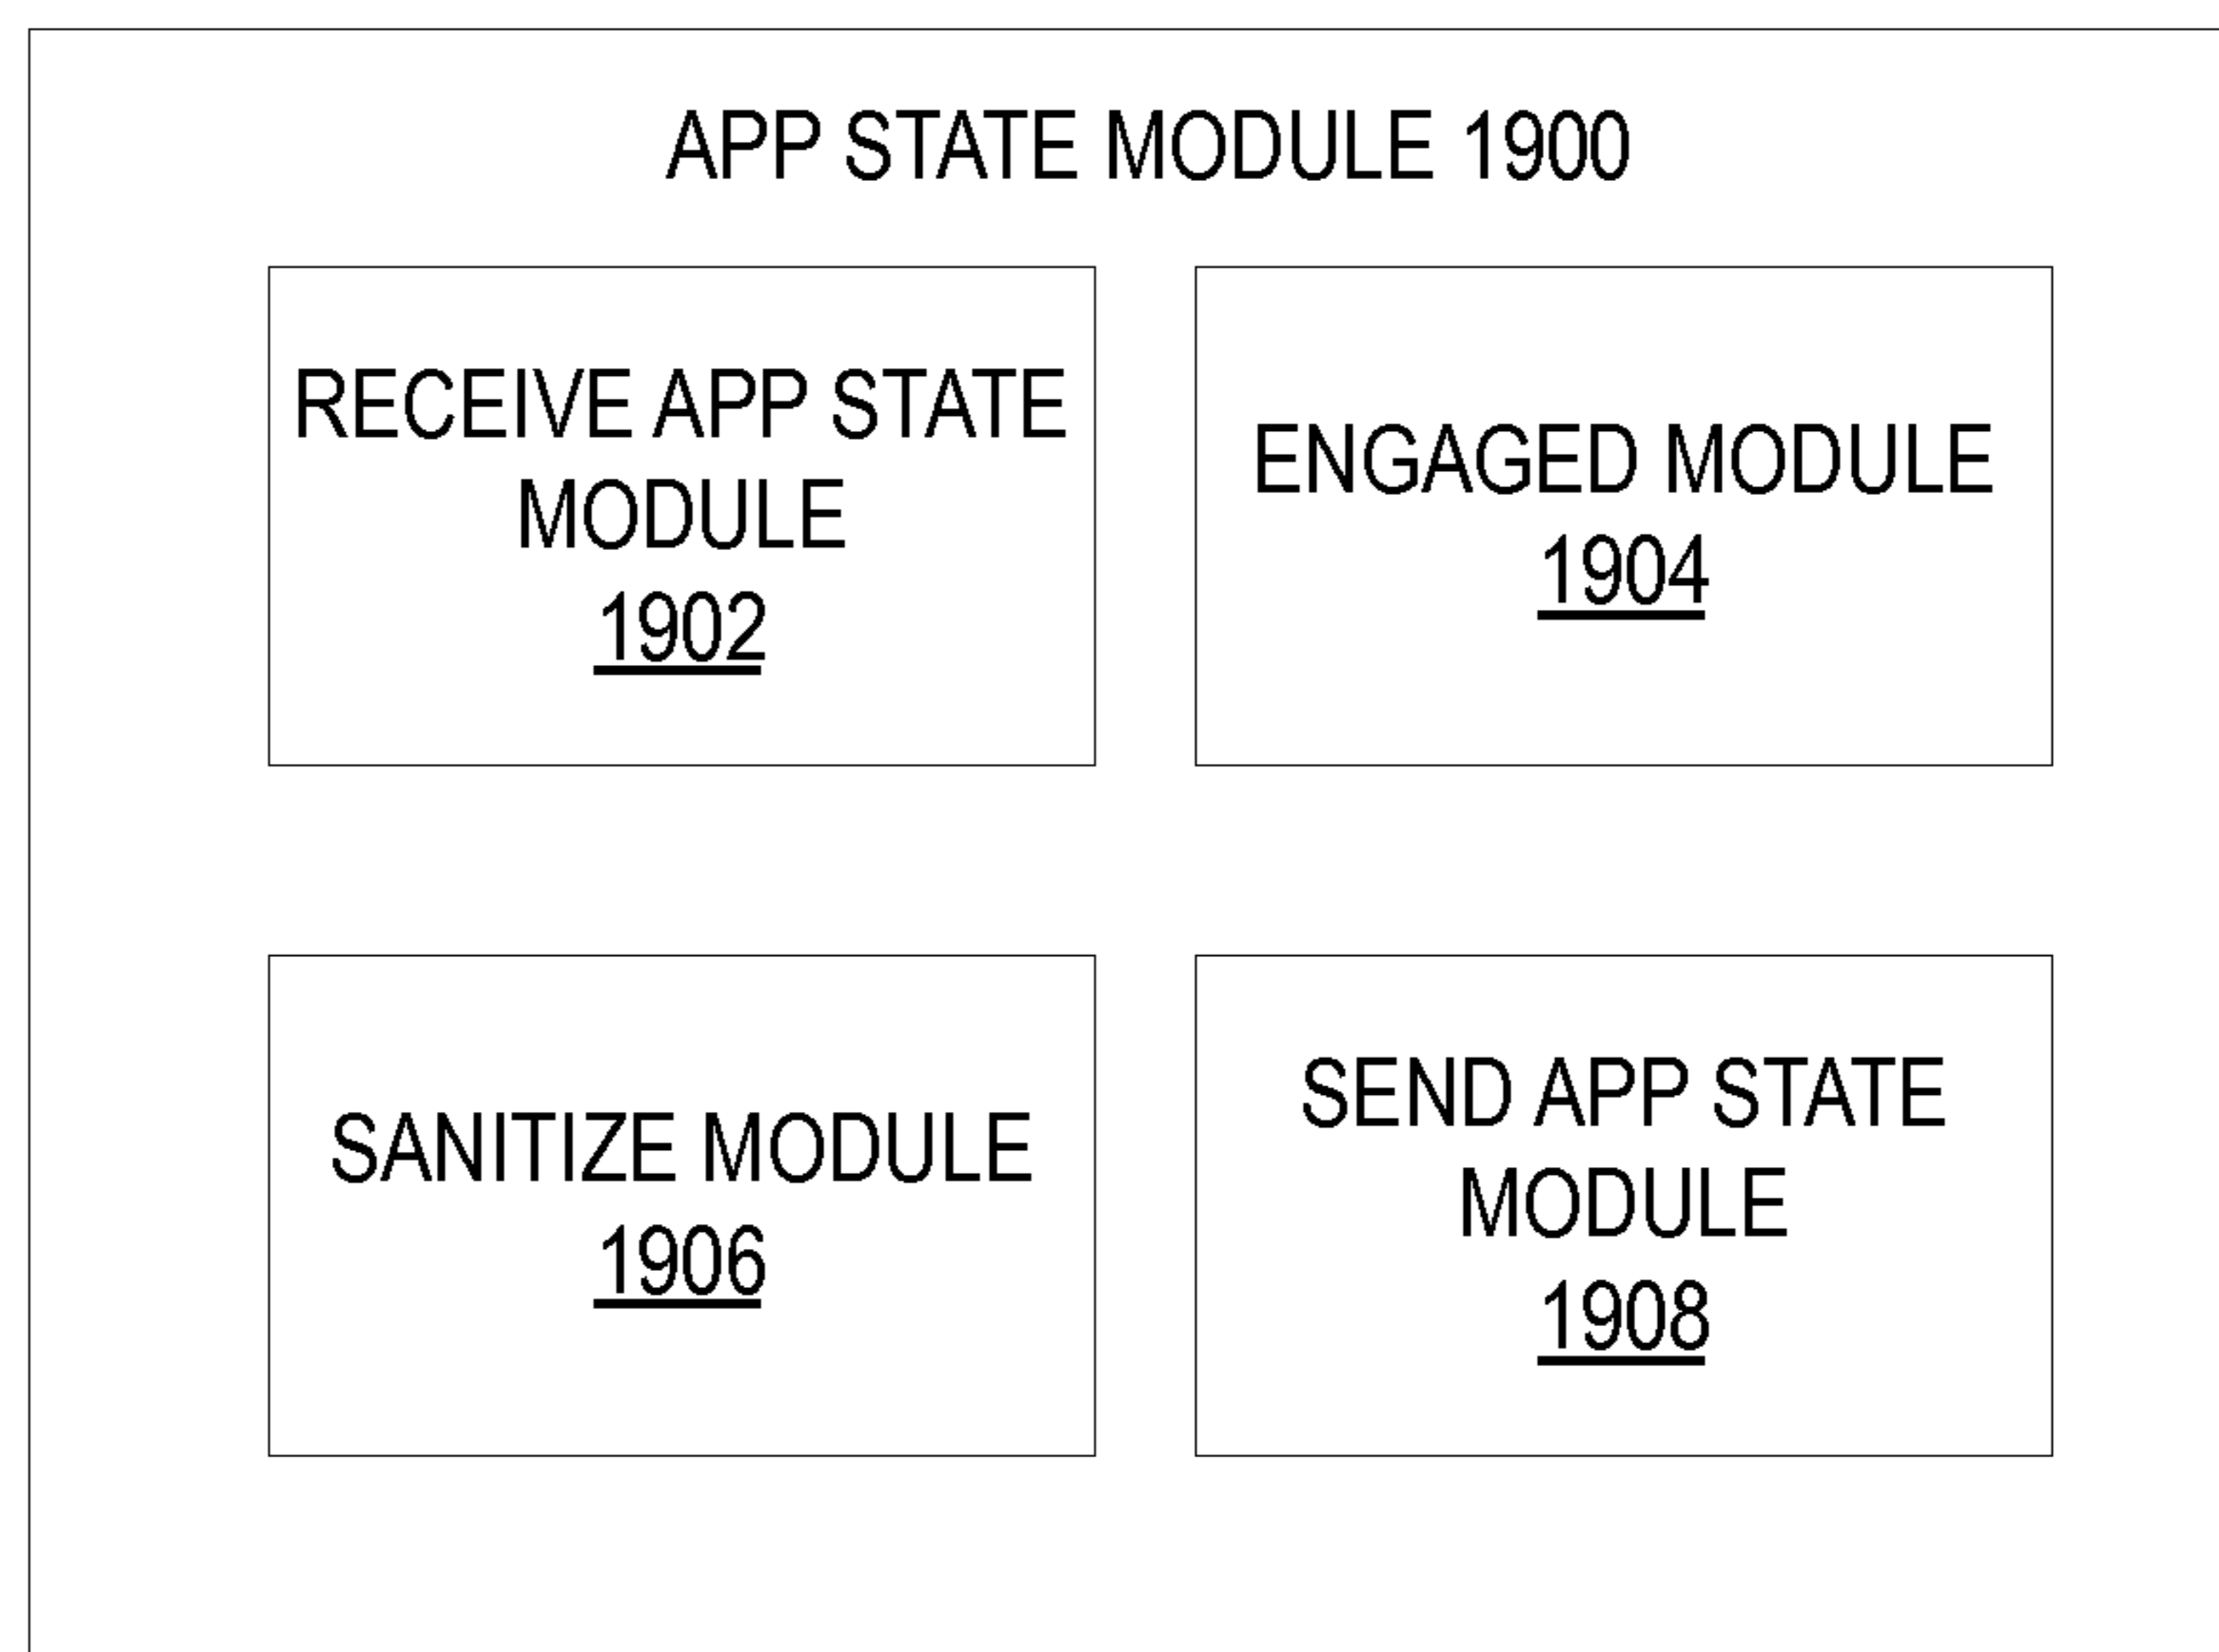 APP STATE MODULE 1900
RECEIVE APP STATE
MODULE
1902
ENGAGED MODULE
1904
SANITIZE MODULE
1906
SEND APP STATE
MODULE
1908